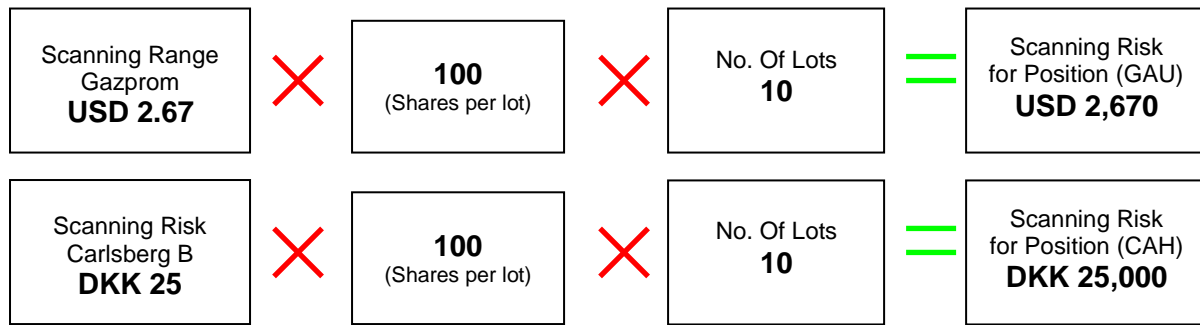 Scanning Range
Gazprom
USD 2.67
100
(Shares per lot)
No. Of Lots
10
Scanning Risk
for Position (GAU)
USD 2,670
Scanning Risk
Carlsberg B
DKK 25
100
(Shares per lot)
No. Of Lots
10
Scanning Risk
for Position (CAH)
DKK 25,000